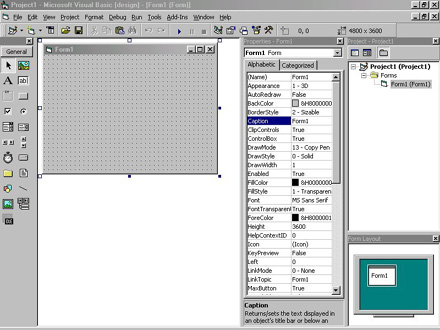 Project1 - Microsoft Visual Basic [design] - [Form1 (Form)]
File Edit View Project Format Debug Run Tools Add-Ins Window Help
0, 0 4800 x 3600
General
Form1
Properties - Form1
Form1 Form
Alphabetic Categorized
(Name) Form1
Appearance 1 - 3D
AutoRedraw False
BackColor &H8000000
BorderStyle 2 - Sizable
Caption Form1
ClipControls True
ControlBox True
DrawMode 13 - Copy Pen
DrawStyle 0 - Solid
DrawWidth 1
Enabled True
FillColor &H0000000
FillStyle 1 - Transparen
Font MS Sans Serif
FontTransparent True
ForeColor &H8000001
Height 3600
HelpContextID 0
Icon (Icon)
KeyPreview False
Left 0
LinkMode 0 - None
LinkTopic Form1
MaxButton True
Caption
Returns/sets the text displayed in
an object's title bar or below an
Project - Project1
Project1 (Project1)
Forms
Form1 (Form1)
Form Layout
Form1